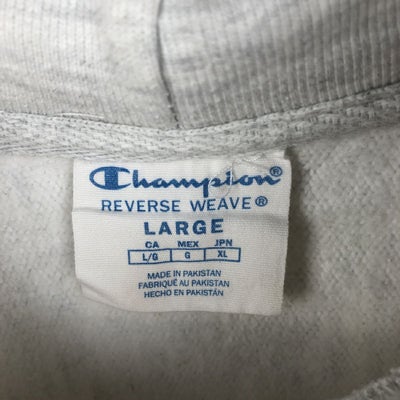 Champion®
REVERSE WEAVE®
LARGE
CA MEX JPN
L/G G XL
MADE IN PAKISTAN
FABRIQUÉ AU PAKISTAN
HECHO EN PAKISTÁN